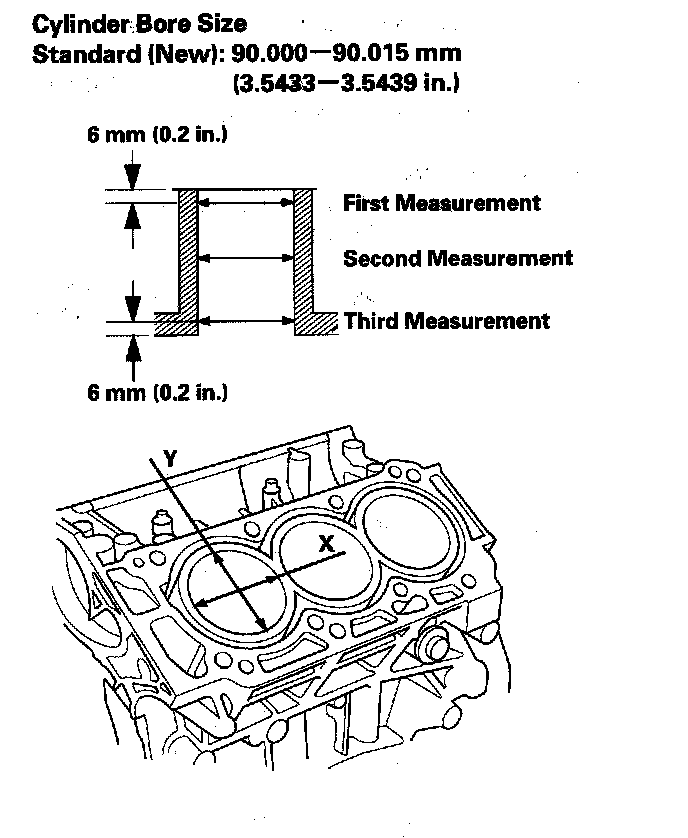 Cylinder Bore Size
Standard (New): 90.000—90.015 mm
(3.5433—3.5439 in.)
6 mm (0.2 in.)
First Measurement
Second Measurement
Third Measurement
6 mm (0.2 in.)
Y
X